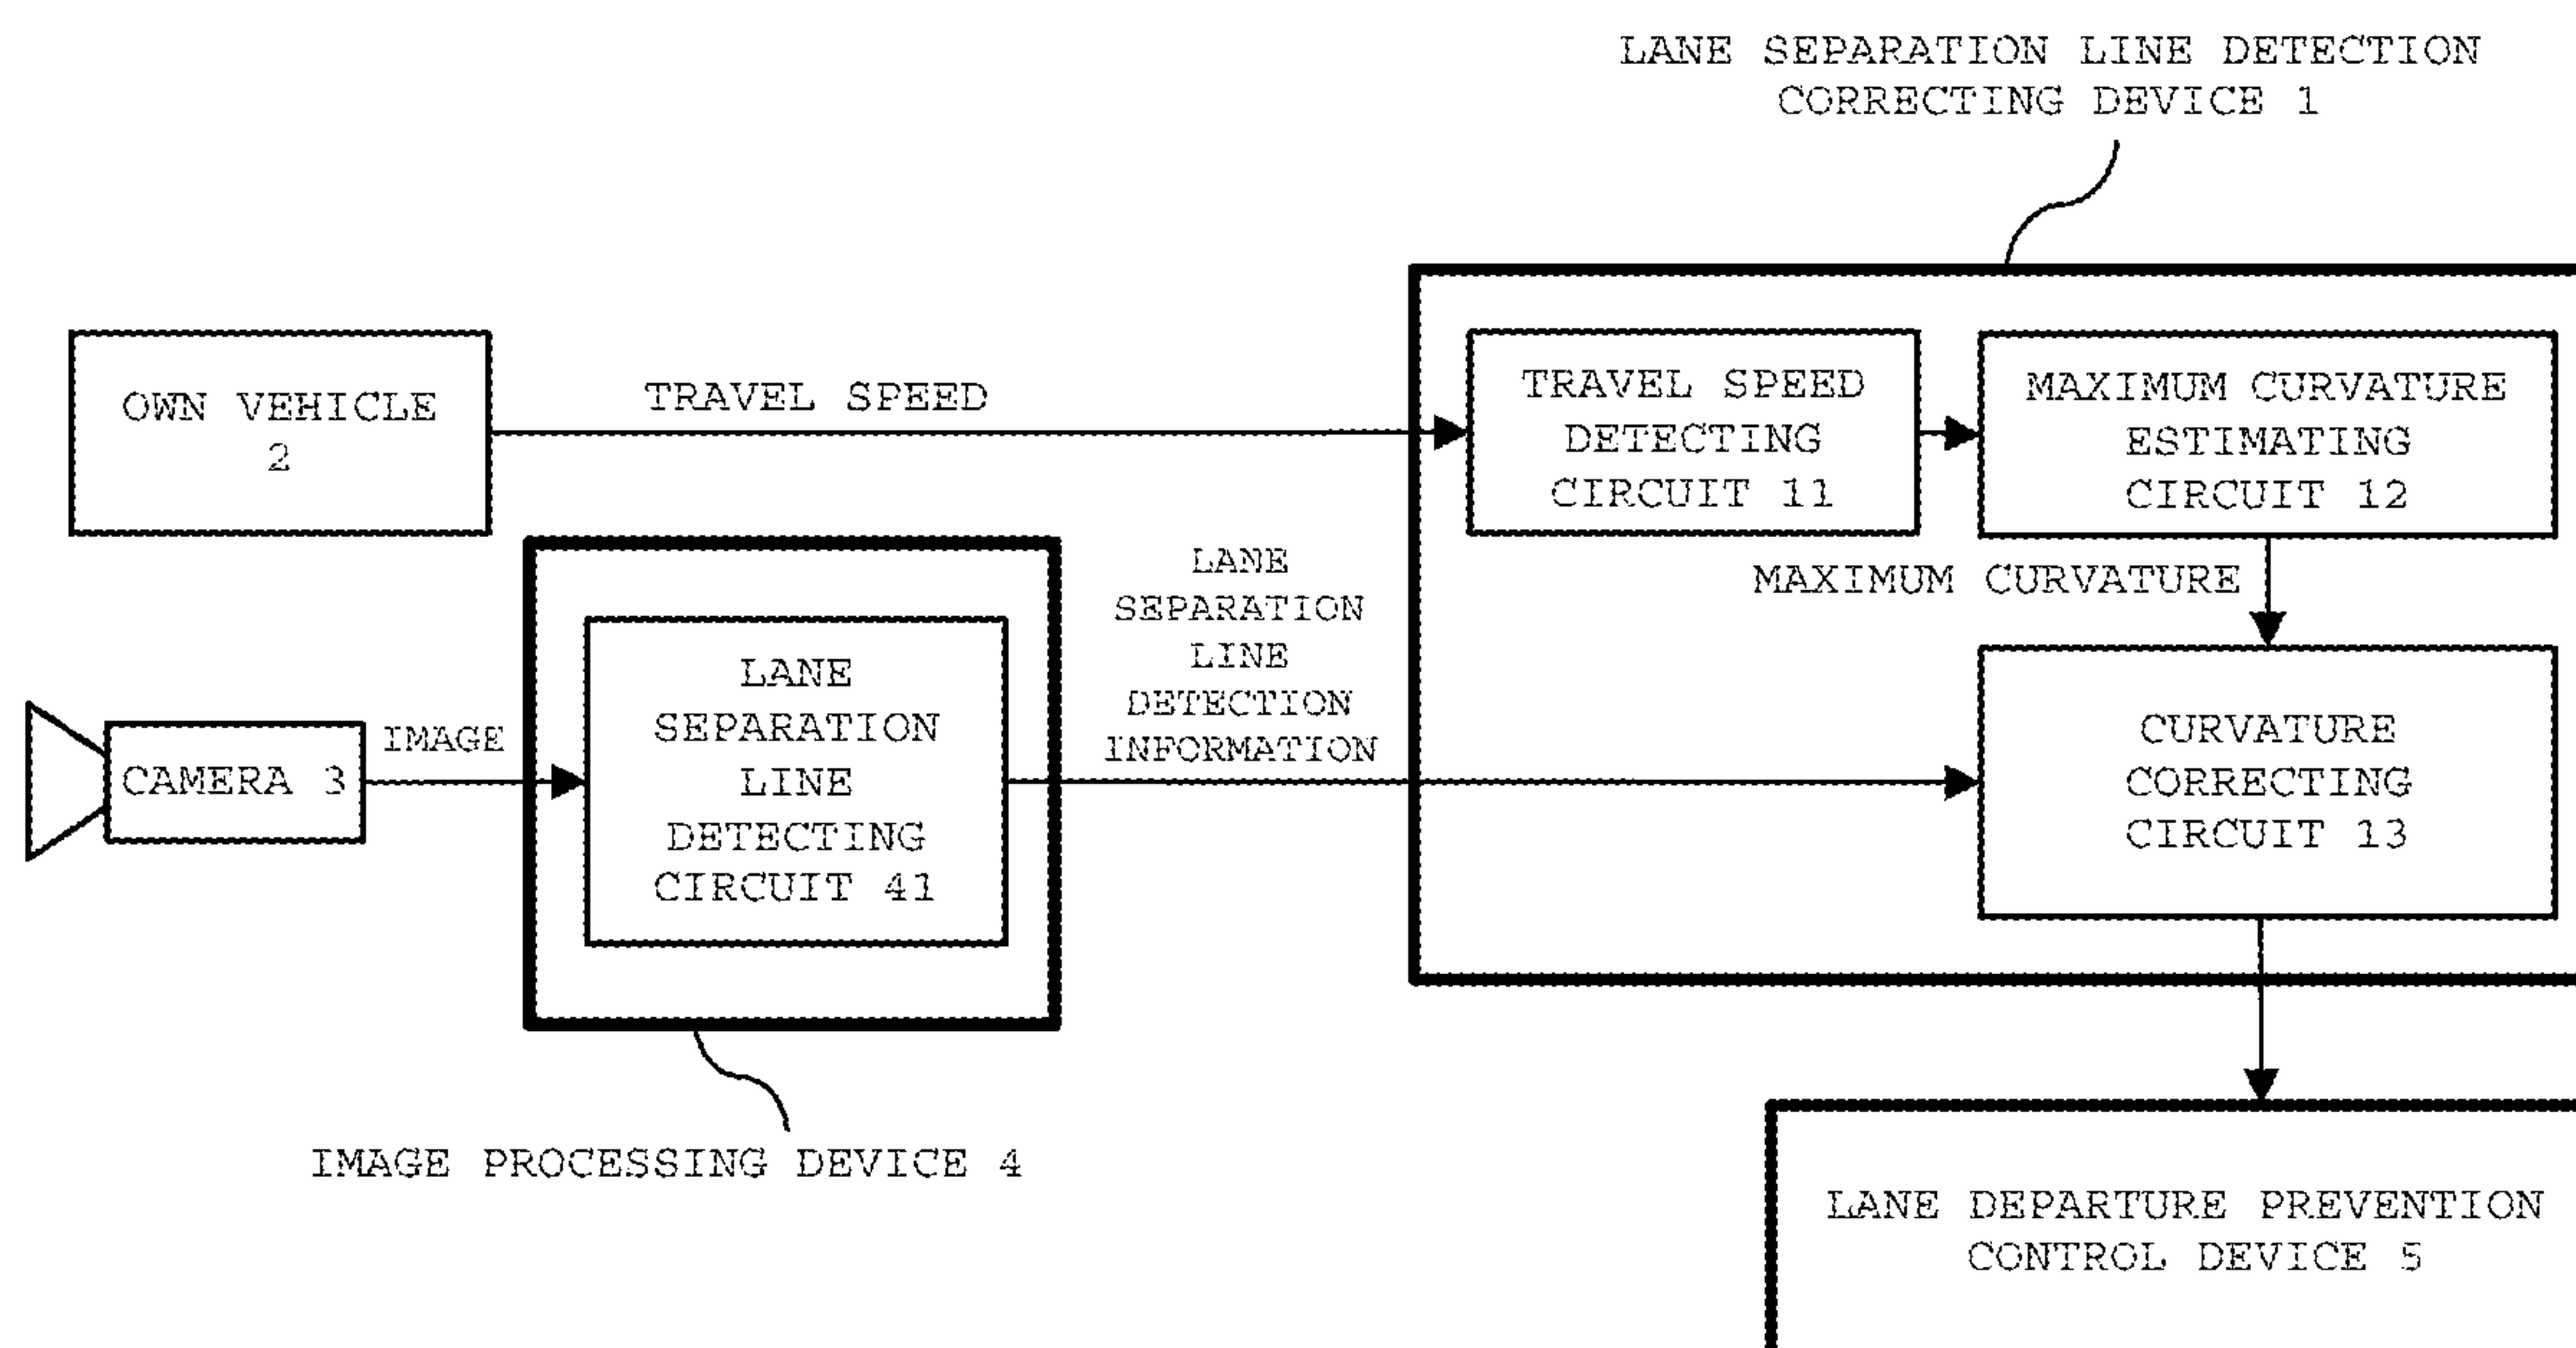 LANE SEPARATION LINE DETECTION
CORRECTING DEVICE 1
OWN VEHICLE
2
TRAVEL SPEED
TRAVEL SPEED
DETECTING
CIRCUIT 11
MAXIMUM CURVATURE
ESTIMATING
CIRCUIT 12
MAXIMUM CURVATURE
CAMERA 3
IMAGE
LANE
SEPARATION
LINE
DETECTING
CIRCUIT 41
LANE
SEPARATION
LINE
DETECTION
INFORMATION
CURVATURE
CORRECTING
CIRCUIT 13
IMAGE PROCESSING DEVICE 4
LANE DEPARTURE PREVENTION
CONTROL DEVICE 5